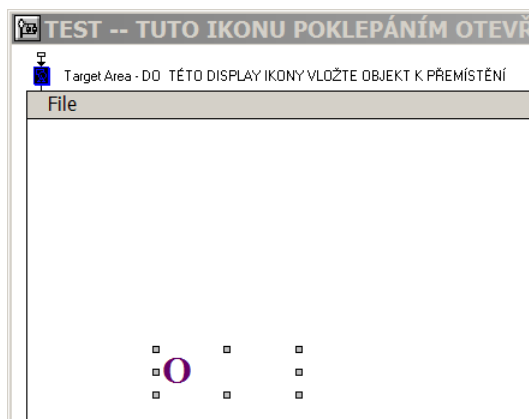 TEST -- TUTO IKONU POKLEPÁNÍM OTEVŘ
Target Area - DO TÉTO DISPLAY IKONY VLOŽTE OBJEKT K PŘEMÍSTĚNÍ
File
O